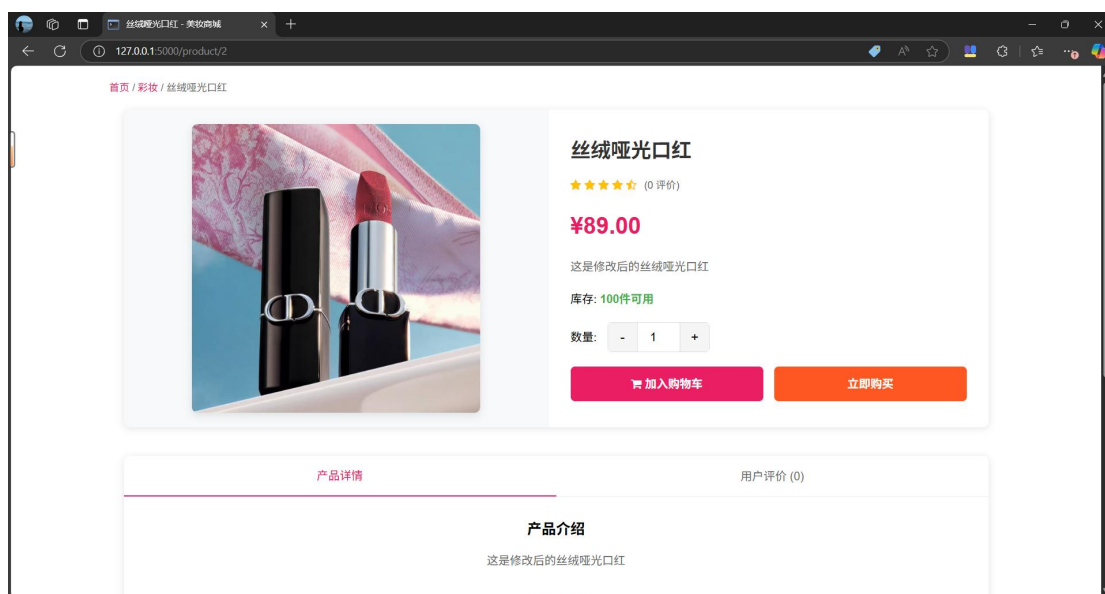 丝绒哑光口红 - 美妆商城
127.0.0.1:5000/product/2
首页 / 彩妆 / 丝绒哑光口红
丝绒哑光口红
(0 评价)
¥89.00
这是修改后的丝绒哑光口红
库存: 100件可用
数量: - 1 +
加入购物车 立即购买
产品详情 用户评价 (0)
产品介绍
这是修改后的丝绒哑光口红